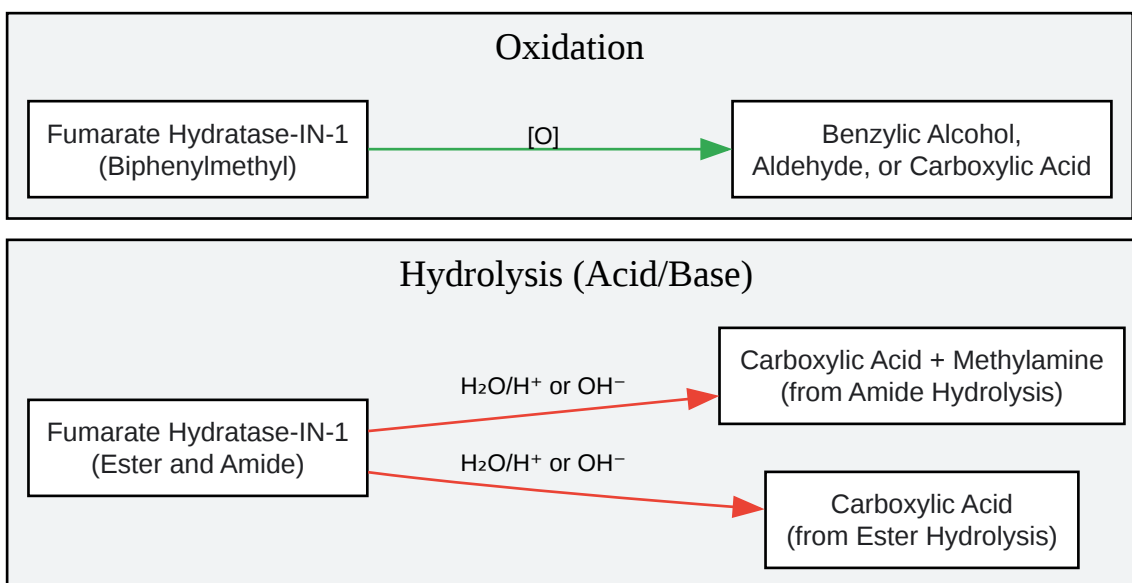 Oxidation
Fumarate Hydratase-IN-1
(Biphenylmethyl)
[O]
Benzylic Alcohol,
Aldehyde, or Carboxylic Acid
Hydrolysis (Acid/Base)
Fumarate Hydratase-IN-1
(Ester and Amide)
H₂O/H⁺ or OH⁻
Carboxylic Acid + Methylamine
(from Amide Hydrolysis)
H₂O/H⁺ or OH⁻
Carboxylic Acid
(from Ester Hydrolysis)